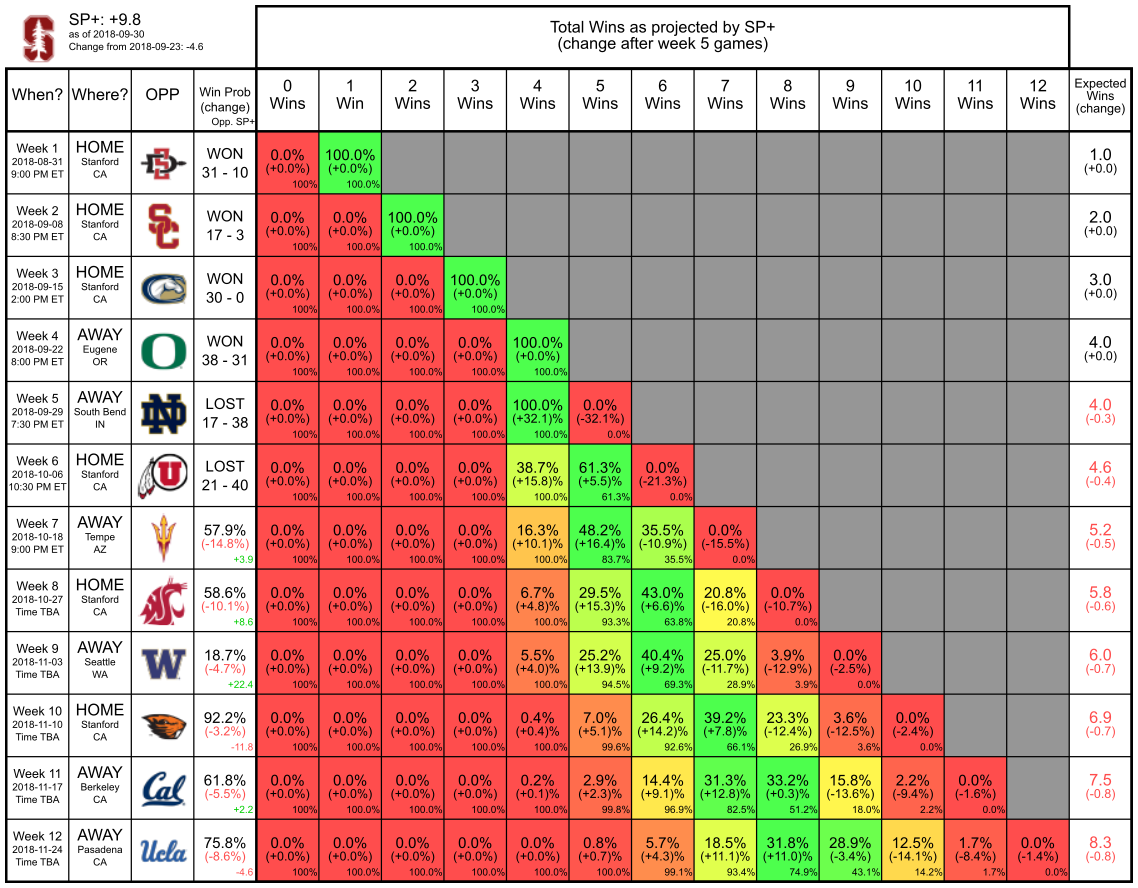 SP+: +9.8
as of 2018-09-30
Change from 2018-09-23: -4.6
Total Wins as projected by SP+
(change after week 5 games)
When? Where? OPP Win Prob (change) Opp. SP+ 0 Wins 1 Win 2 Wins 3 Wins 4 Wins 5 Wins 6 Wins 7 Wins 8 Wins 9 Wins 10 Wins 11 Wins 12 Wins Expected Wins (change)
Week 1 HOME WON 0.0% 100.0% 1.0
2018-08-31 Stanford 31 - 10 (+0.0%) (+0.0%) (+0.0)
9:00 PM ET CA 100% 100.0%
Week 2 HOME SC WON 0.0% 0.0% 100.0% 2.0
2018-09-08 Stanford 17 - 3 (+0.0%) (+0.0%) (+0.0%) (+0.0)
8:30 PM ET CA 100% 100.0% 100.0%
Week 3 HOME WON 0.0% 0.0% 0.0% 100.0% 3.0
2018-09-15 Stanford 30 - 0 (+0.0%) (+0.0%) (+0.0%) (+0.0%) (+0.0)
2:00 PM ET CA 100% 100.0% 100.0% 100.0%
Week 4 AWAY O WON 0.0% 0.0% 0.0% 0.0% 100.0% 4.0
2018-09-22 Eugene 38 - 31 (+0.0%) (+0.0%) (+0.0%) (+0.0%) (+0.0%) (+0.0)
8:00 PM ET OR 100% 100.0% 100.0% 100.0% 100.0%
Week 5 AWAY ND LOST 0.0% 0.0% 0.0% 0.0% 100.0% 0.0% 4.0
2018-09-29 South Bend 17 - 38 (+0.0%) (+0.0%) (+0.0%) (+0.0%) (+32.1)% (-32.1%) (-0.3)
7:30 PM ET IN 100% 100.0% 100.0% 100.0% 100.0% 0.0%
Week 6 HOME U LOST 0.0% 0.0% 0.0% 0.0% 38.7% 61.3% 0.0% 4.6
2018-10-06 Stanford 21 - 40 (+0.0%) (+0.0%) (+0.0%) (+0.0%) (+15.8)% (+5.5)% (-21.3%) (-0.4)
10:30 PM ET CA 100% 100.0% 100.0% 100.0% 100.0% 61.3% 0.0%
Week 7 AWAY 57.9% 0.0% 0.0% 0.0% 0.0% 16.3% 48.2% 35.5% 0.0% 5.2
2018-10-18 Tempe (-14.8%) (+0.0%) (+0.0%) (+0.0%) (+0.0%) (+10.1)% (+16.4)% (-10.9%) (-15.5%) (-0.5)
9:00 PM ET AZ +3.9 100% 100.0% 100.0% 100.0% 100.0% 83.7% 35.5% 0.0%
Week 8 HOME 58.6% 0.0% 0.0% 0.0% 0.0% 6.7% 29.5% 43.0% 20.8% 0.0% 5.8
2018-10-27 Stanford (-10.1%) (+0.0%) (+0.0%) (+0.0%) (+0.0%) (+4.8)% (+15.3)% (+6.6)% (-16.0%) (-10.7%) (-0.6)
Time TBA CA +8.6 100% 100.0% 100.0% 100.0% 100.0% 93.3% 63.8% 20.8% 0.0%
Week 9 AWAY W 18.7% 0.0% 0.0% 0.0% 0.0% 5.5% 25.2% 40.4% 25.0% 3.9% 0.0% 6.0
2018-11-03 Seattle (-4.7%) (+0.0%) (+0.0%) (+0.0%) (+0.0%) (+4.0)% (+13.9)% (+9.2)% (-11.7%) (-12.9%) (-2.5%) (-0.7)
Time TBA WA +22.4 100% 100.0% 100.0% 100.0% 100.0% 94.5% 69.3% 28.9% 3.9% 0.0%
Week 10 HOME 92.2% 0.0% 0.0% 0.0% 0.0% 0.4% 7.0% 26.4% 39.2% 23.3% 3.6% 0.0% 6.9
2018-11-10 Stanford (-3.2%) (+0.0%) (+0.0%) (+0.0%) (+0.0%) (+0.4)% (+5.1)% (+14.2)% (+7.8)% (-12.4%) (-12.5%) (-2.4%) (-0.7)
Time TBA CA -11.8 100% 100.0% 100.0% 100.0% 100.0% 99.6% 92.6% 66.1% 26.9% 3.6% 0.0%
Week 11 AWAY Cal 61.8% 0.0% 0.0% 0.0% 0.0% 0.2% 2.9% 14.4% 31.3% 33.2% 15.8% 2.2% 0.0% 7.5
2018-11-17 Berkeley (-5.5%) (+0.0%) (+0.0%) (+0.0%) (+0.0%) (+0.1)% (+2.3)% (+9.1)% (+12.8)% (+0.3)% (-13.6%) (-9.4%) (-1.6%) (-0.8)
Time TBA CA +2.2 100% 100.0% 100.0% 100.0% 100.0% 99.8% 96.9% 82.5% 51.2% 18.0% 2.2% 0.0%
Week 12 AWAY Ucla 75.8% 0.0% 0.0% 0.0% 0.0% 0.0% 0.8% 5.7% 18.5% 31.8% 28.9% 12.5% 1.7% 0.0% 8.3
2018-11-24 Pasadena (-8.6%) (+0.0%) (+0.0%) (+0.0%) (+0.0%) (+0.0%) (+0.7)% (+4.3)% (+11.1)% (+11.0)% (-3.4%) (-14.1%) (-8.4%) (-1.4%) (-0.8)
Time TBA CA -4.6 100% 100.0% 100.0% 100.0% 100.0% 100.0% 99.1% 93.4% 74.9% 43.1% 14.2% 1.7% 0.0%